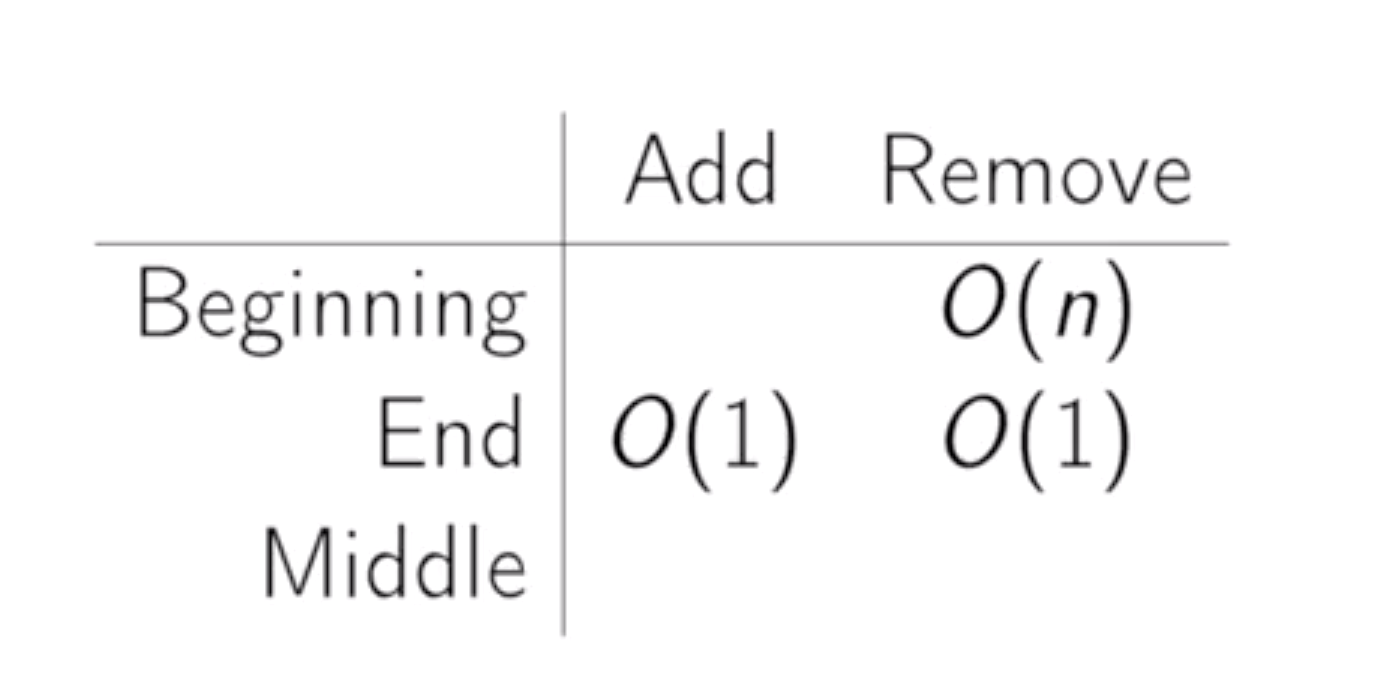 Add Remove
Beginning O(n)
End O(1) O(1)
Middle